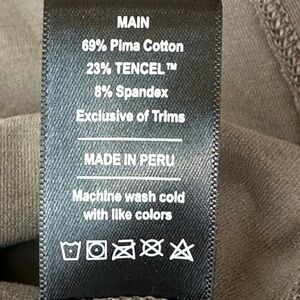 MAIN
69% Pima Cotton
23% TENCEL™
8% Spandex
Exclusive of Trims
MADE IN PERU
Machine wash cold
with like colors